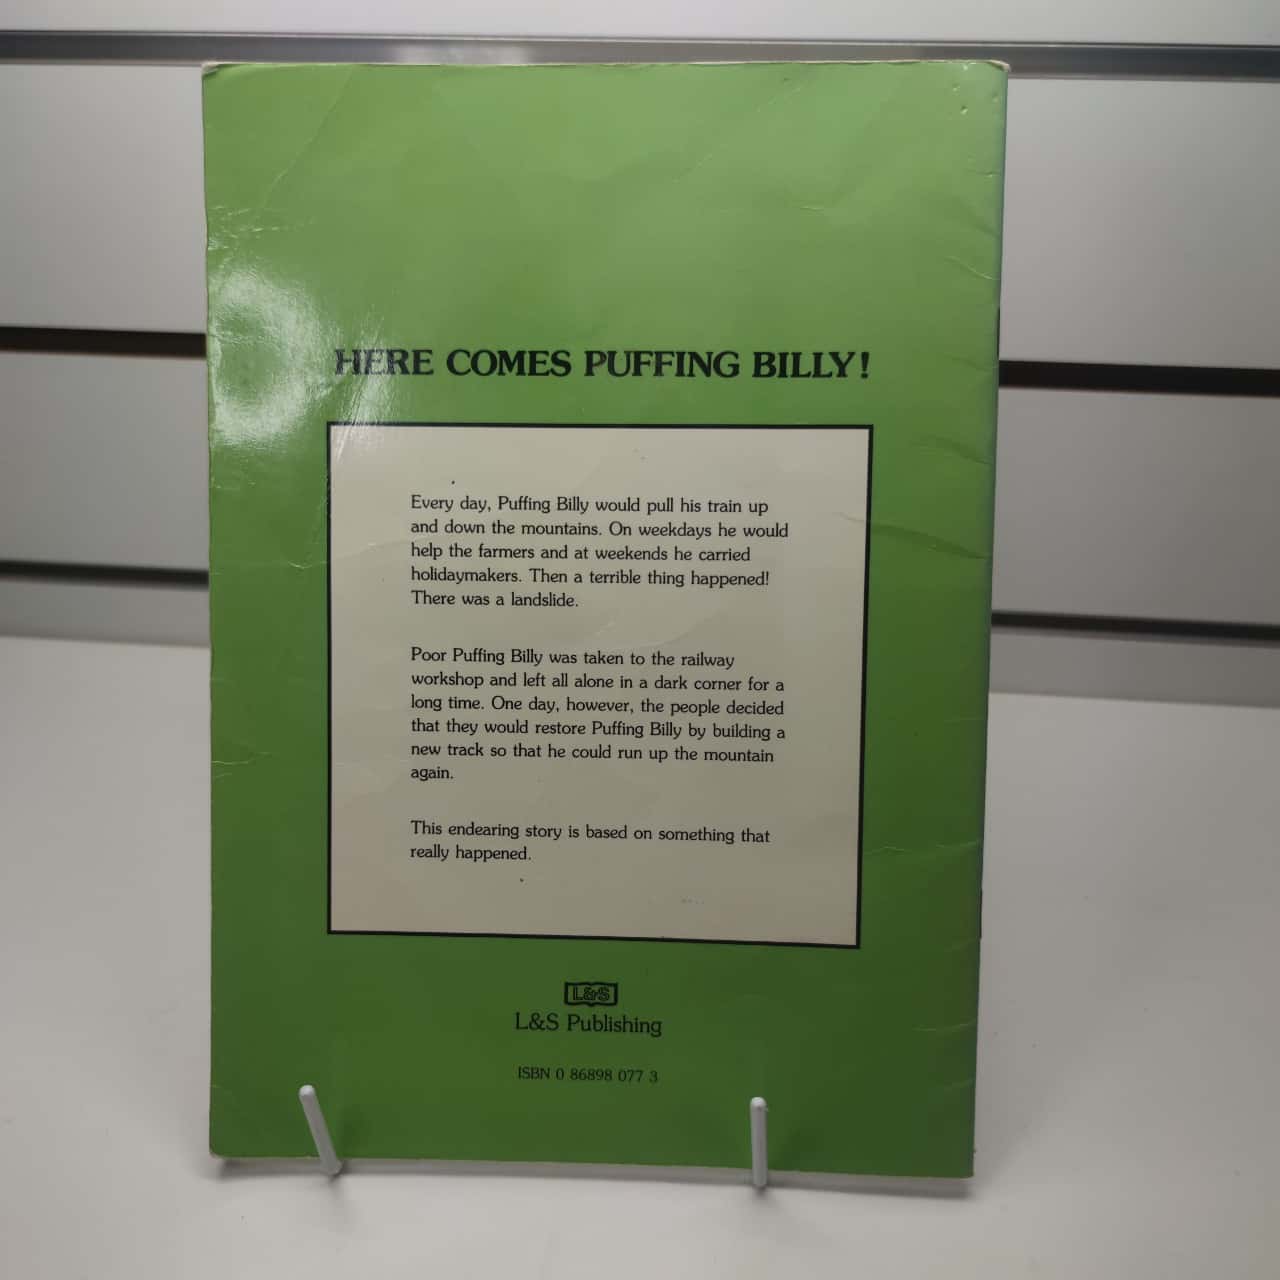 HERE COMES PUFFING BILLY!
Every day, Puffing Billy would pull his train up
and down the mountains. On weekdays he would
help the farmers and at weekends he carried
holidaymakers. Then a terrible thing happened!
There was a landslide.
Poor Puffing Billy was taken to the railway
workshop and left all alone in a dark corner for a
long time. One day, however, the people decided
that they would restore Puffing Billy by building a
new track so that he could run up the mountain
again.
This endearing story is based on something that
really happened.
L&S
L&S Publishing
ISBN 0 86898 077 3